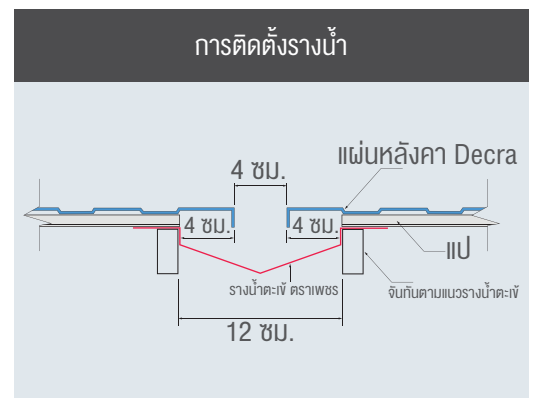 การติดตั้งรางน้ำ
แผ่นหลังคา Decra
4 ซม.
4 ซม.
4 ซม.
แป
รางน้ำตะเข้ ตราเพชร
จันทันตามแนวรางน้ำตะเข้
12 ซม.